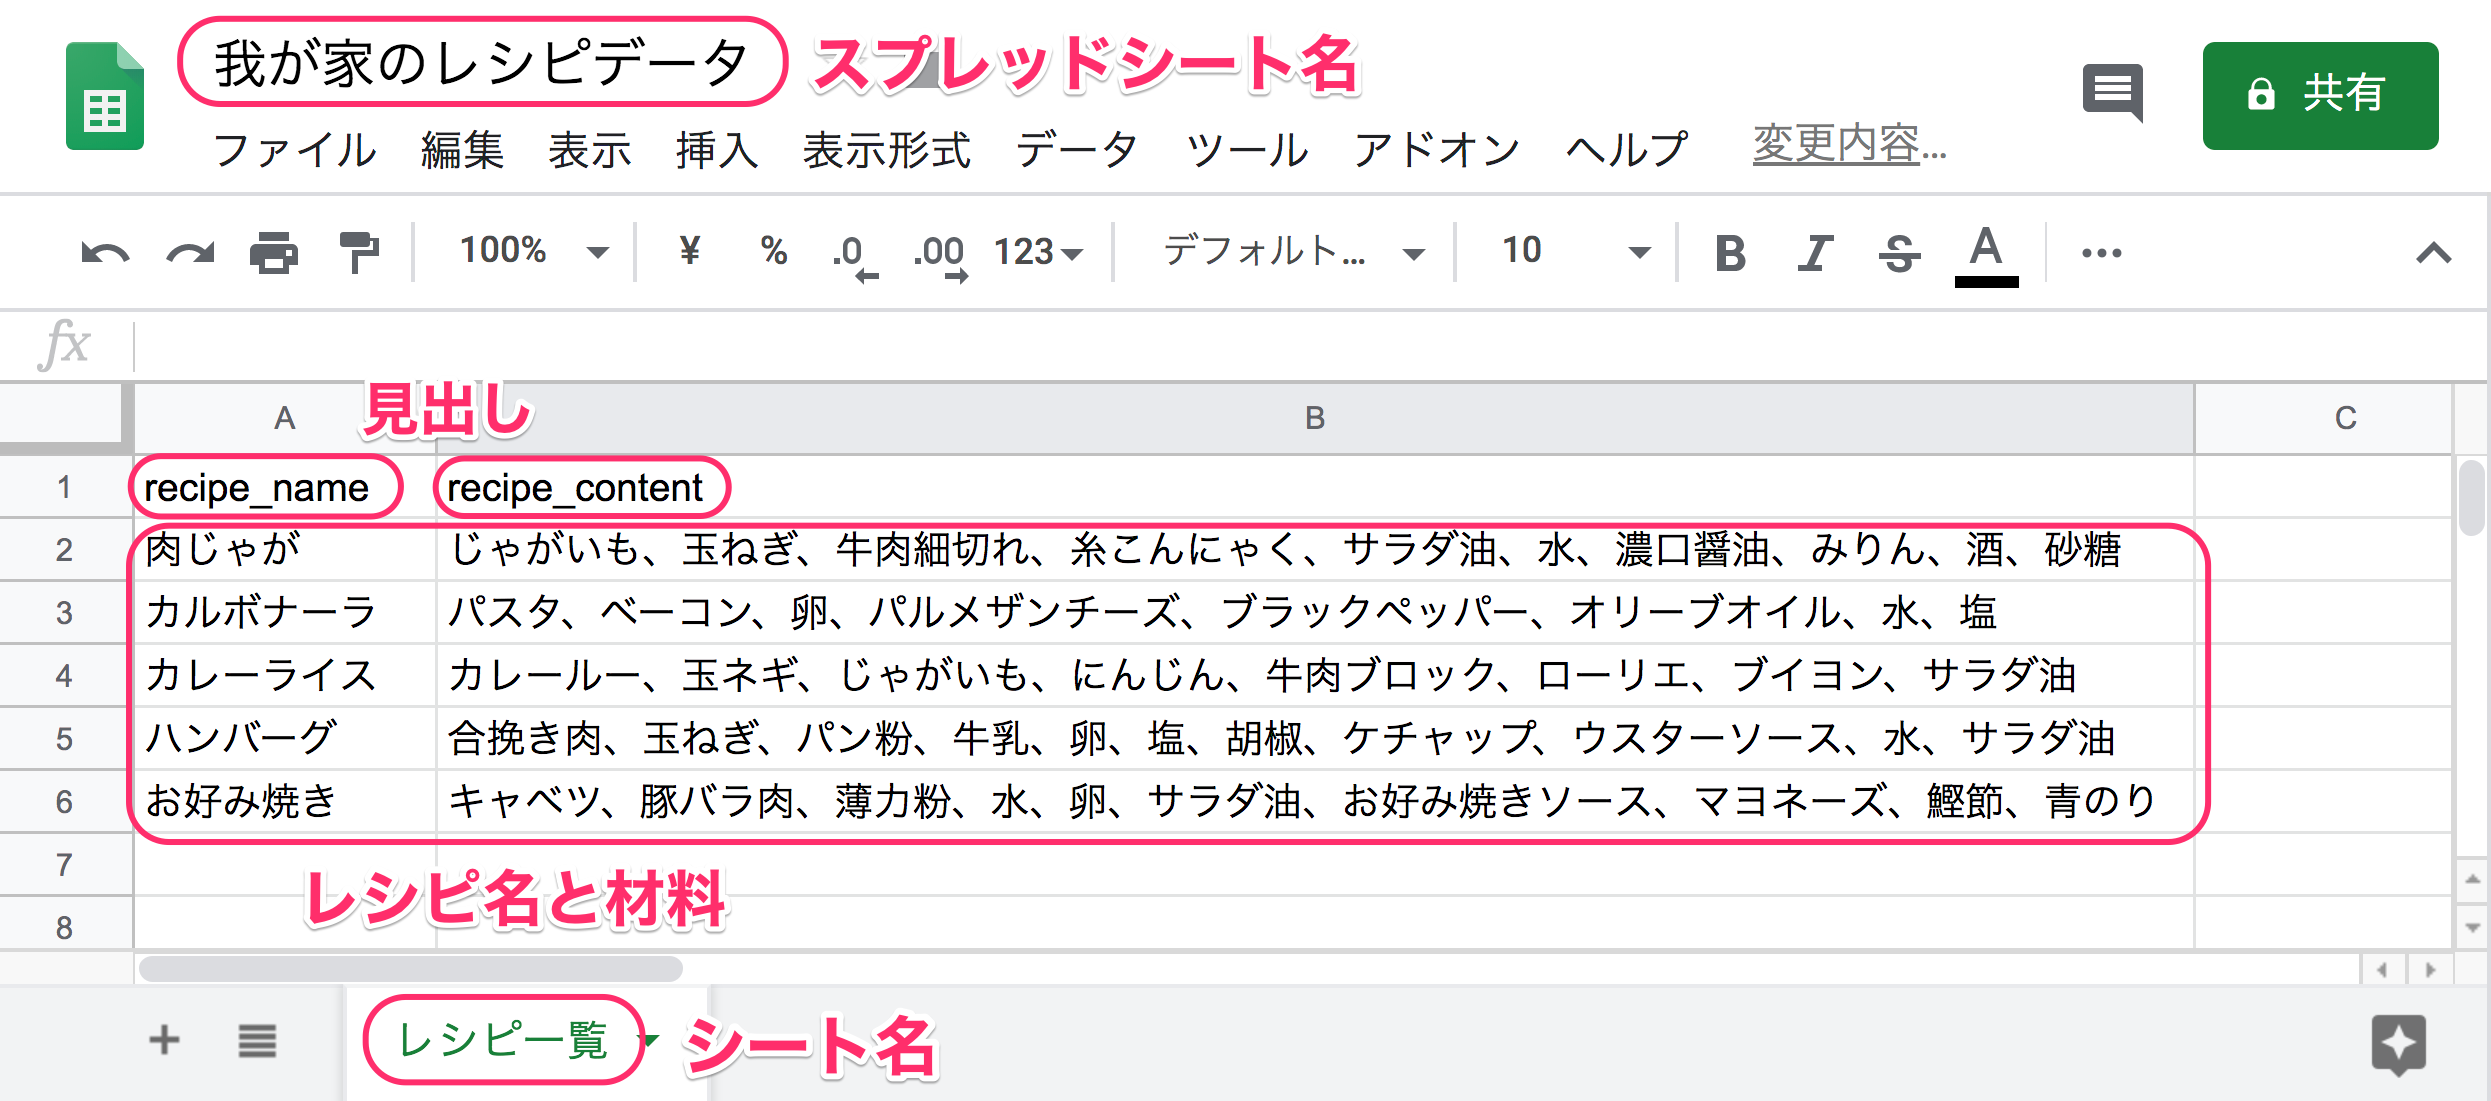 我が家のレシピデータ スプレッドシート名
共有
ファイル 編集 表示 挿入 表示形式 データ ツール アドオン ヘルプ 変更内容...
100% ¥ % .0 .00 123 デフォルト... 10 B I S A ...
fx
A 見出し B C
1 recipe_name recipe_content
2 肉じゃが じゃがいも、玉ねぎ、牛肉細切れ、糸こんにゃく、サラダ油、水、濃口醤油、みりん、酒、砂糖
3 カルボナーラ パスタ、ベーコン、卵、パルメザンチーズ、ブラックペッパー、オリーブオイル、水、塩
4 カレーライス カレールー、玉ネギ、じゃがいも、にんじん、牛肉ブロック、ローリエ、ブイヨン、サラダ油
5 ハンバーグ 合挽き肉、玉ねぎ、パン粉、牛乳、卵、塩、胡椒、ケチャップ、ウスターソース、水、サラダ油
6 お好み焼き キャベツ、豚バラ肉、薄力粉、水、卵、サラダ油、お好み焼きソース、マヨネーズ、鰹節、青のり
7
レシピ名と材料
8
レシピ一覧 シート名